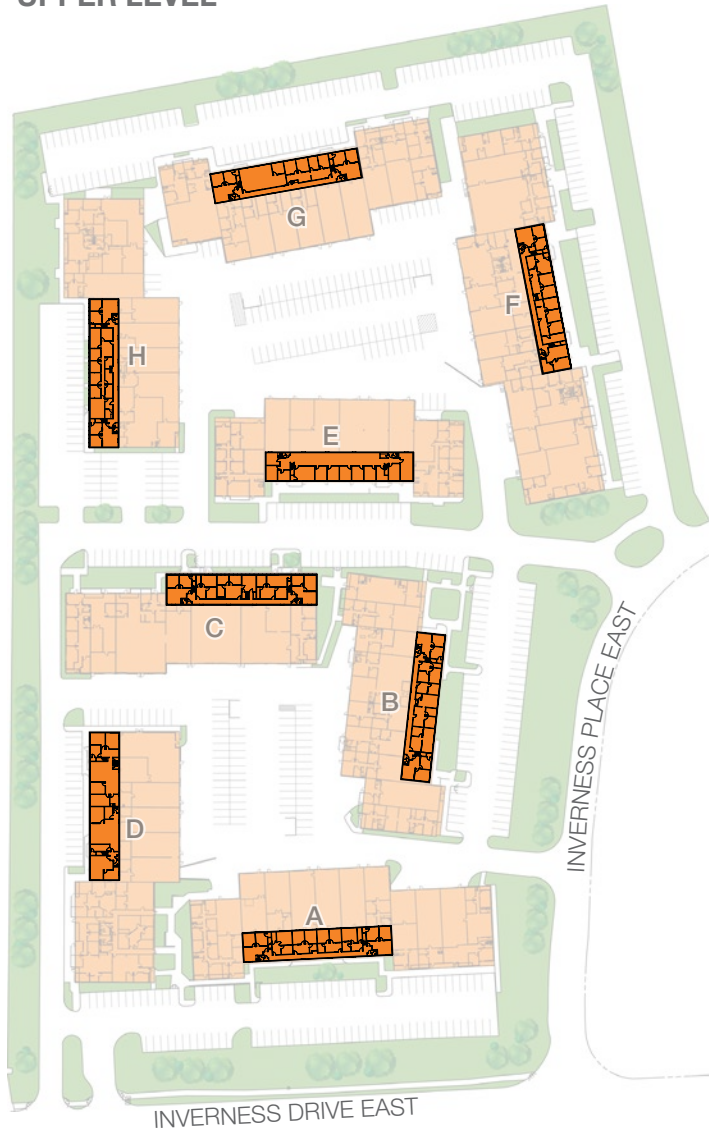 UPPER LEVEL
G
F
H
E
C
B
D
A
INVERNESS PLACE EAST
INVERNESS DRIVE EAST